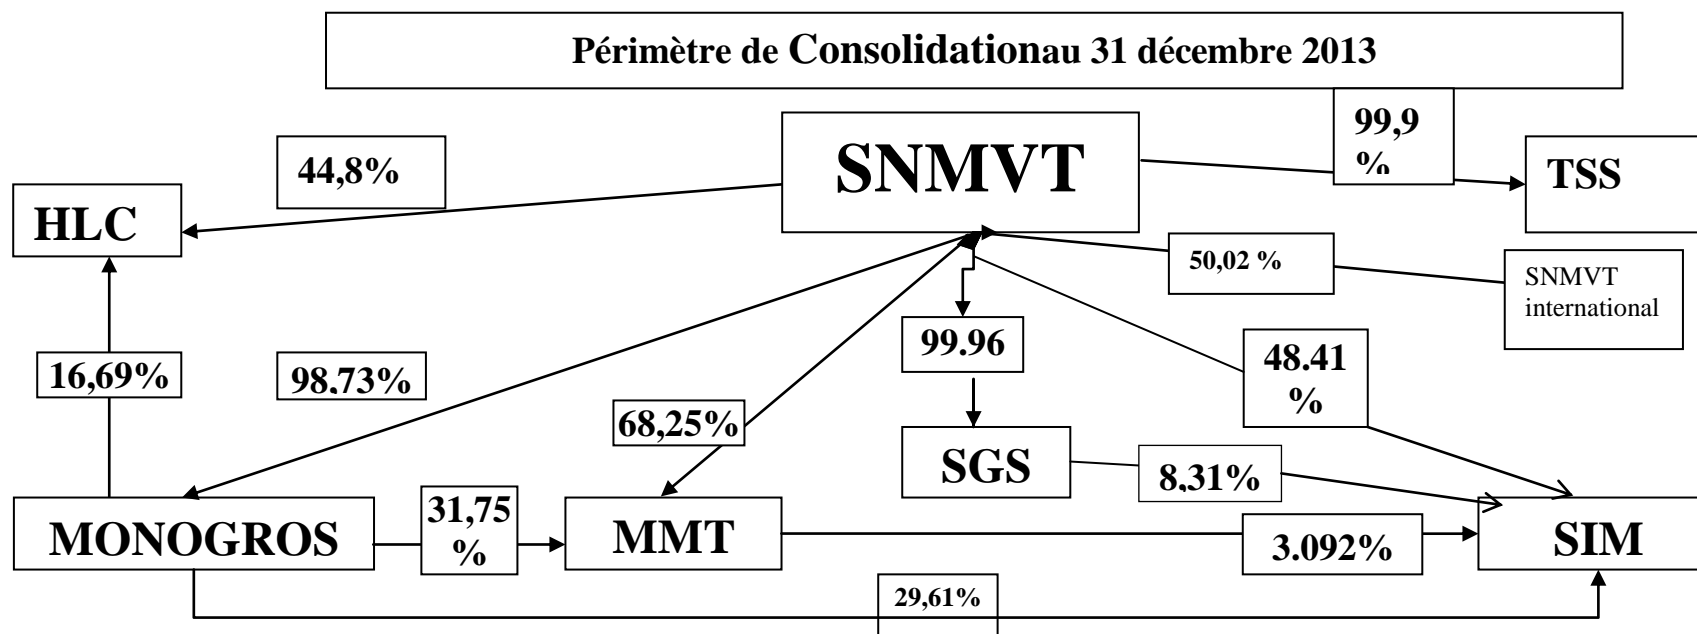 Périmètre de Consolidationau 31 décembre 2013
99,9
%
SNMVT
TSS
44,8%
HLC
50,02 %
SNMVT
international
99.96
48.41
%
16,69%
98,73%
68,25%
SGS
8,31%
MONOGROS
31,75
%
MMT
3.092%
SIM
29,61%